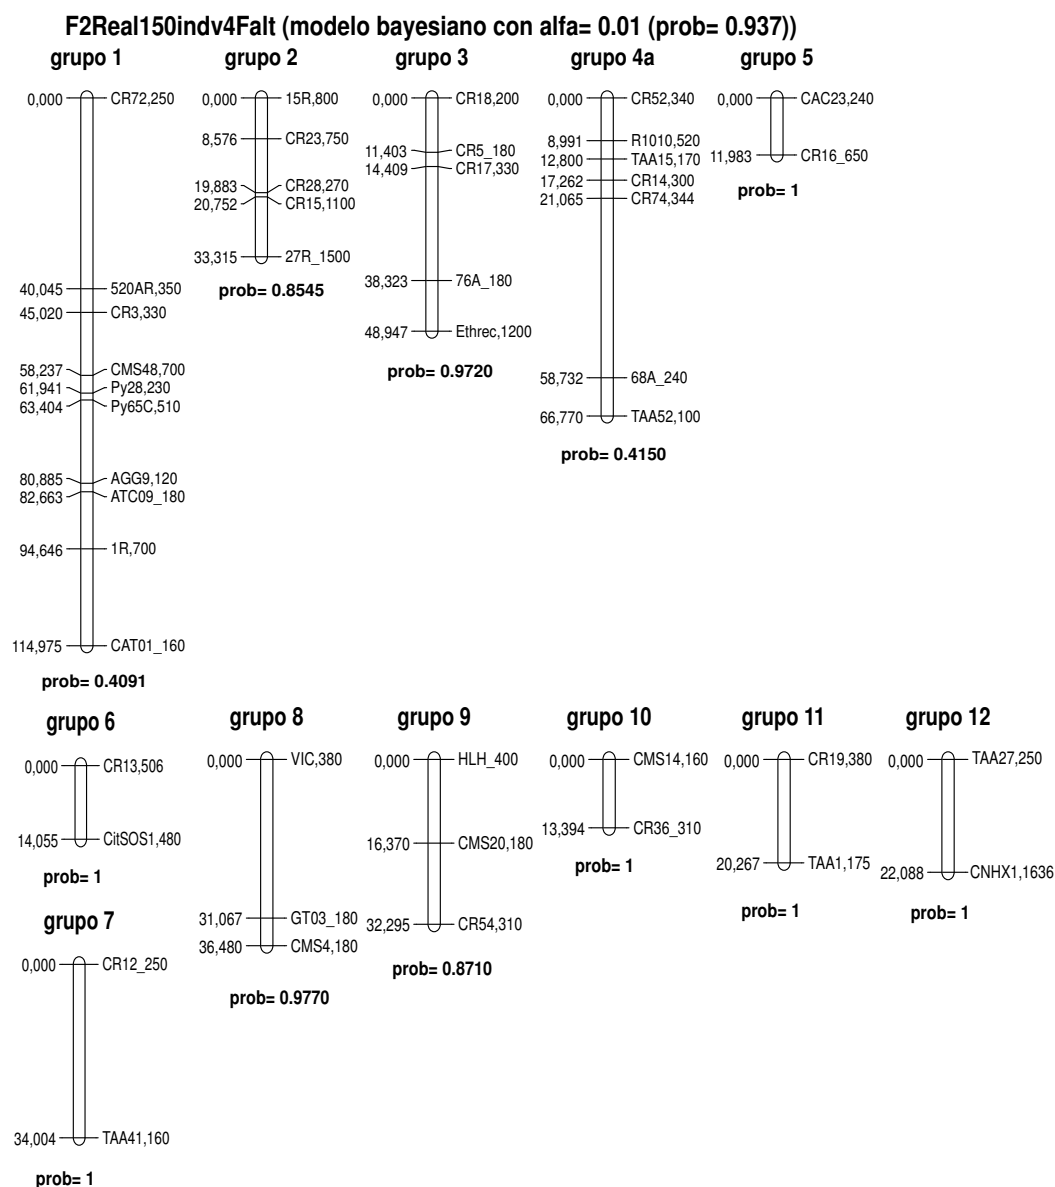 F2Real150indv4Falt (modelo bayesiano con alfa= 0.01 (prob= 0.937))
grupo 1
0,000 CR72,250
40,045 520AR,350
45,020 CR3,330
58,237 CMS48,700
61,941 Py28,230
63,404 Py65C,510
80,885 AGG9,120
82,663 ATC09_180
94,646 1R,700
114,975 CAT01_160
prob= 0.4091
grupo 2
0,000 15R,800
8,576 CR23,750
19,883 CR28,270
20,752 CR15,1100
33,315 27R_1500
prob= 0.8545
grupo 3
0,000 CR18,200
11,403 CR5_180
14,409 CR17,330
38,323 76A_180
48,947 Ethrec,1200
prob= 0.9720
grupo 4a
0,000 CR52,340
8,991 R1010,520
12,800 TAA15,170
17,262 CR14,300
21,065 CR74,344
58,732 68A_240
66,770 TAA52,100
prob= 0.4150
grupo 5
0,000 CAC23,240
11,983 CR16_650
prob= 1
grupo 6
0,000 CR13,506
14,055 CitSOS1,480
prob= 1
grupo 7
0,000 CR12_250
34,004 TAA41,160
prob= 1
grupo 8
0,000 VIC,380
31,067 GT03_180
36,480 CMS4,180
prob= 0.9770
grupo 9
0,000 HLH_400
16,370 CMS20,180
32,295 CR54,310
prob= 0.8710
grupo 10
0,000 CMS14,160
13,394 CR36_310
prob= 1
grupo 11
0,000 CR19,380
20,267 TAA1,175
prob= 1
grupo 12
0,000 TAA27,250
22,088 CNHX1,1636
prob= 1